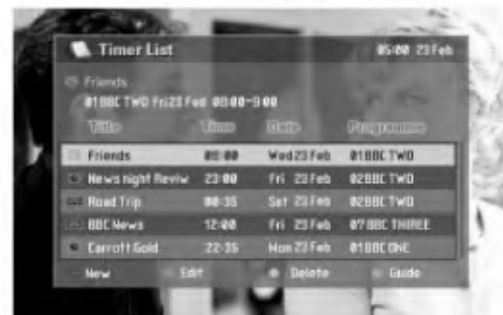 Timer List 05:00 23 Feb
Friends
01 BBC TWO Fri 23 Fed 08:00-9:00
Title Time Date Programme
Friends 08:00 Wed 23 Feb 01 BBC TWO
News night Reviw 23:00 Fri 23 Feb 02 BBC TWO
Road Trip 00:35 Sat 23 Feb 02 BBC TWO
BBC News 12:00 Fri 23 Feb 07 BBC THIREE
Carrott Gold 22:35 Mon 23 Feb 01 BBC ONE
New Edit Delete Guide